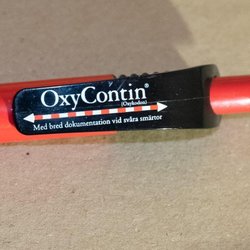 OxyContin®
(Oxykodon)
Med bred dokumentation vid svåra smärtor